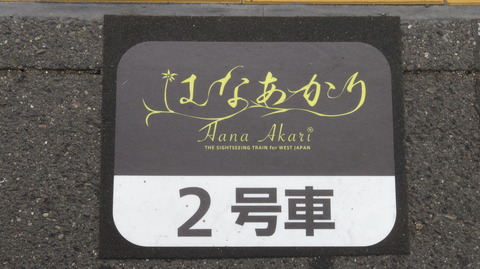 はなあかり
Hana Akari
THE SIGHTSEEING TRAIN for WEST JAPAN
2号車